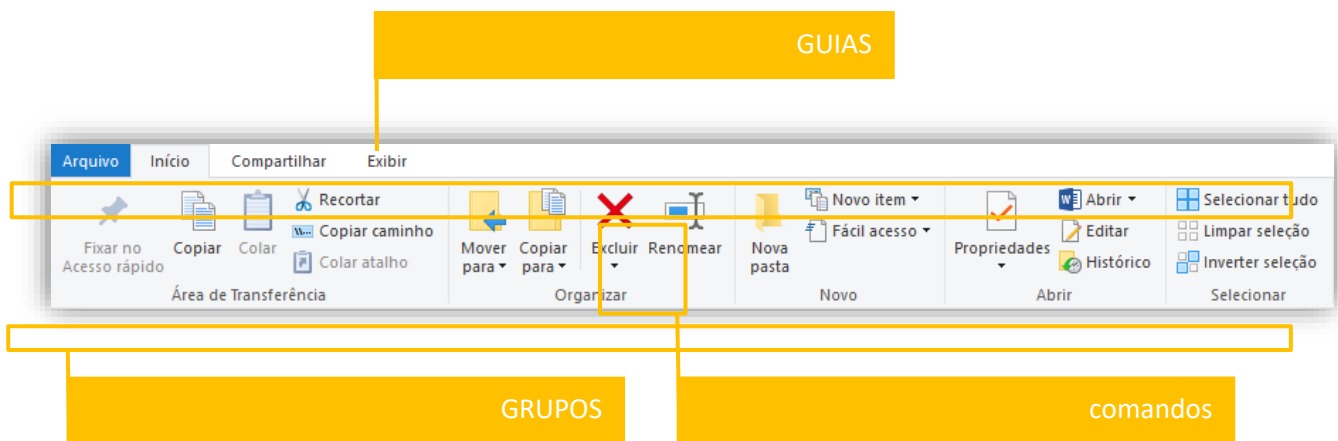 GUIAS
Arquivo Início Compartilhar Exibir
Fixar no
Acesso rápido
Copiar
Colar
Recortar
Copiar caminho
Colar atalho
Área de Transferência
Mover
para
Copiar
para
Excluir
Renomear
Organizar
Nova
pasta
Novo item
Fácil acesso
Novo
Propriedades
Abrir
Editar
Histórico
Abrir
Selecionar tudo
Limpar seleção
Inverter seleção
Selecionar
GRUPOS
comandos